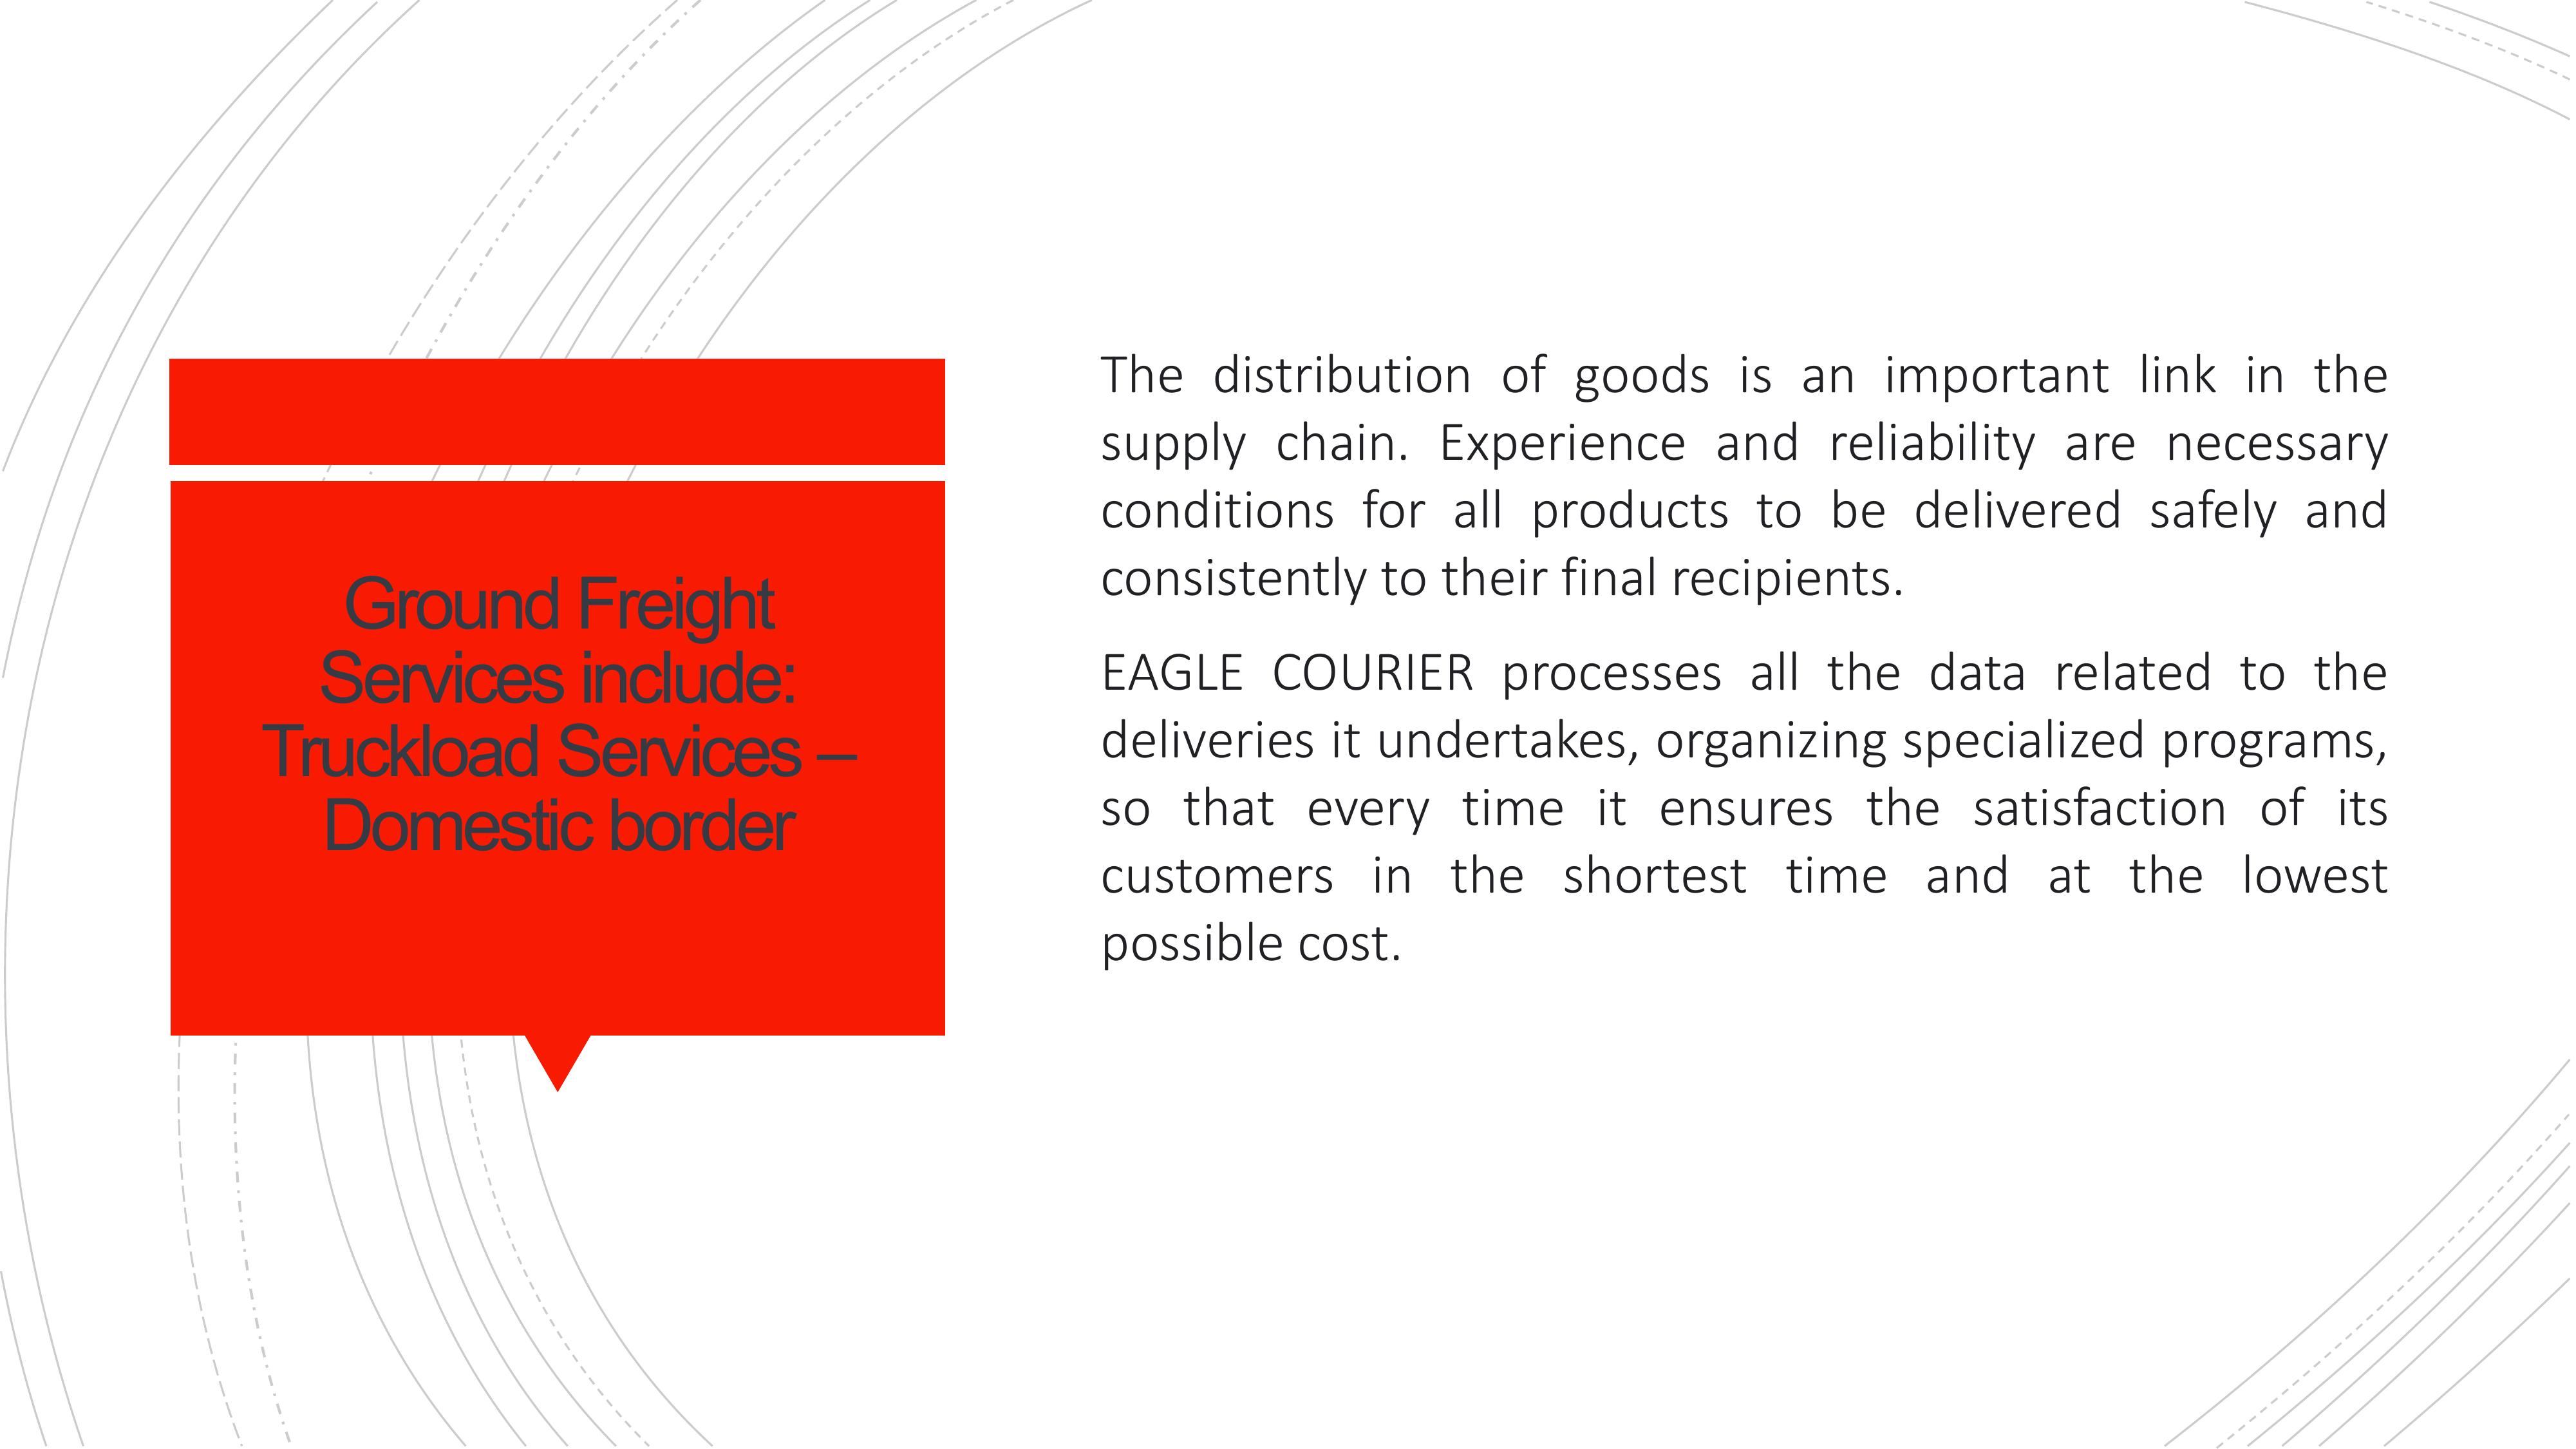 Ground Freight
Services include:
Truckload Services –
Domestic border
The distribution of goods is an important link in the
supply chain. Experience and reliability are necessary
conditions for all products to be delivered safely and
consistently to their final recipients.
EAGLE COURIER processes all the data related to the
deliveries it undertakes, organizing specialized programs,
so that every time it ensures the satisfaction of its
customers in the shortest time and at the lowest
possible cost.